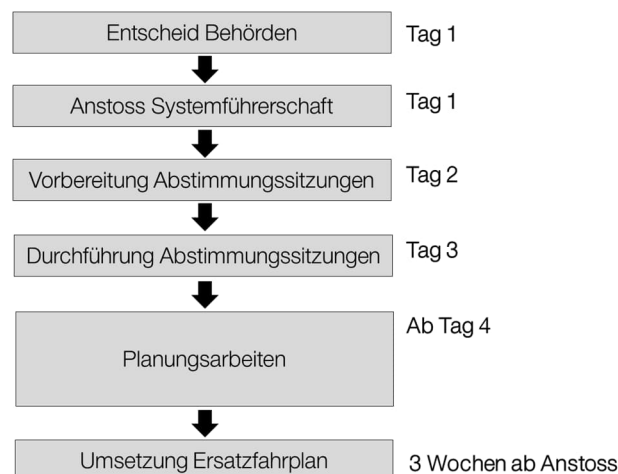 Entscheid Behörden Tag 1
Anstoss Systemführerschaft Tag 1
Vorbereitung Abstimmungssitzungen Tag 2
Durchführung Abstimmungssitzungen Tag 3
Ab Tag 4
Planungsarbeiten
Umsetzung Ersatzfahrplan 3 Wochen ab Anstoss